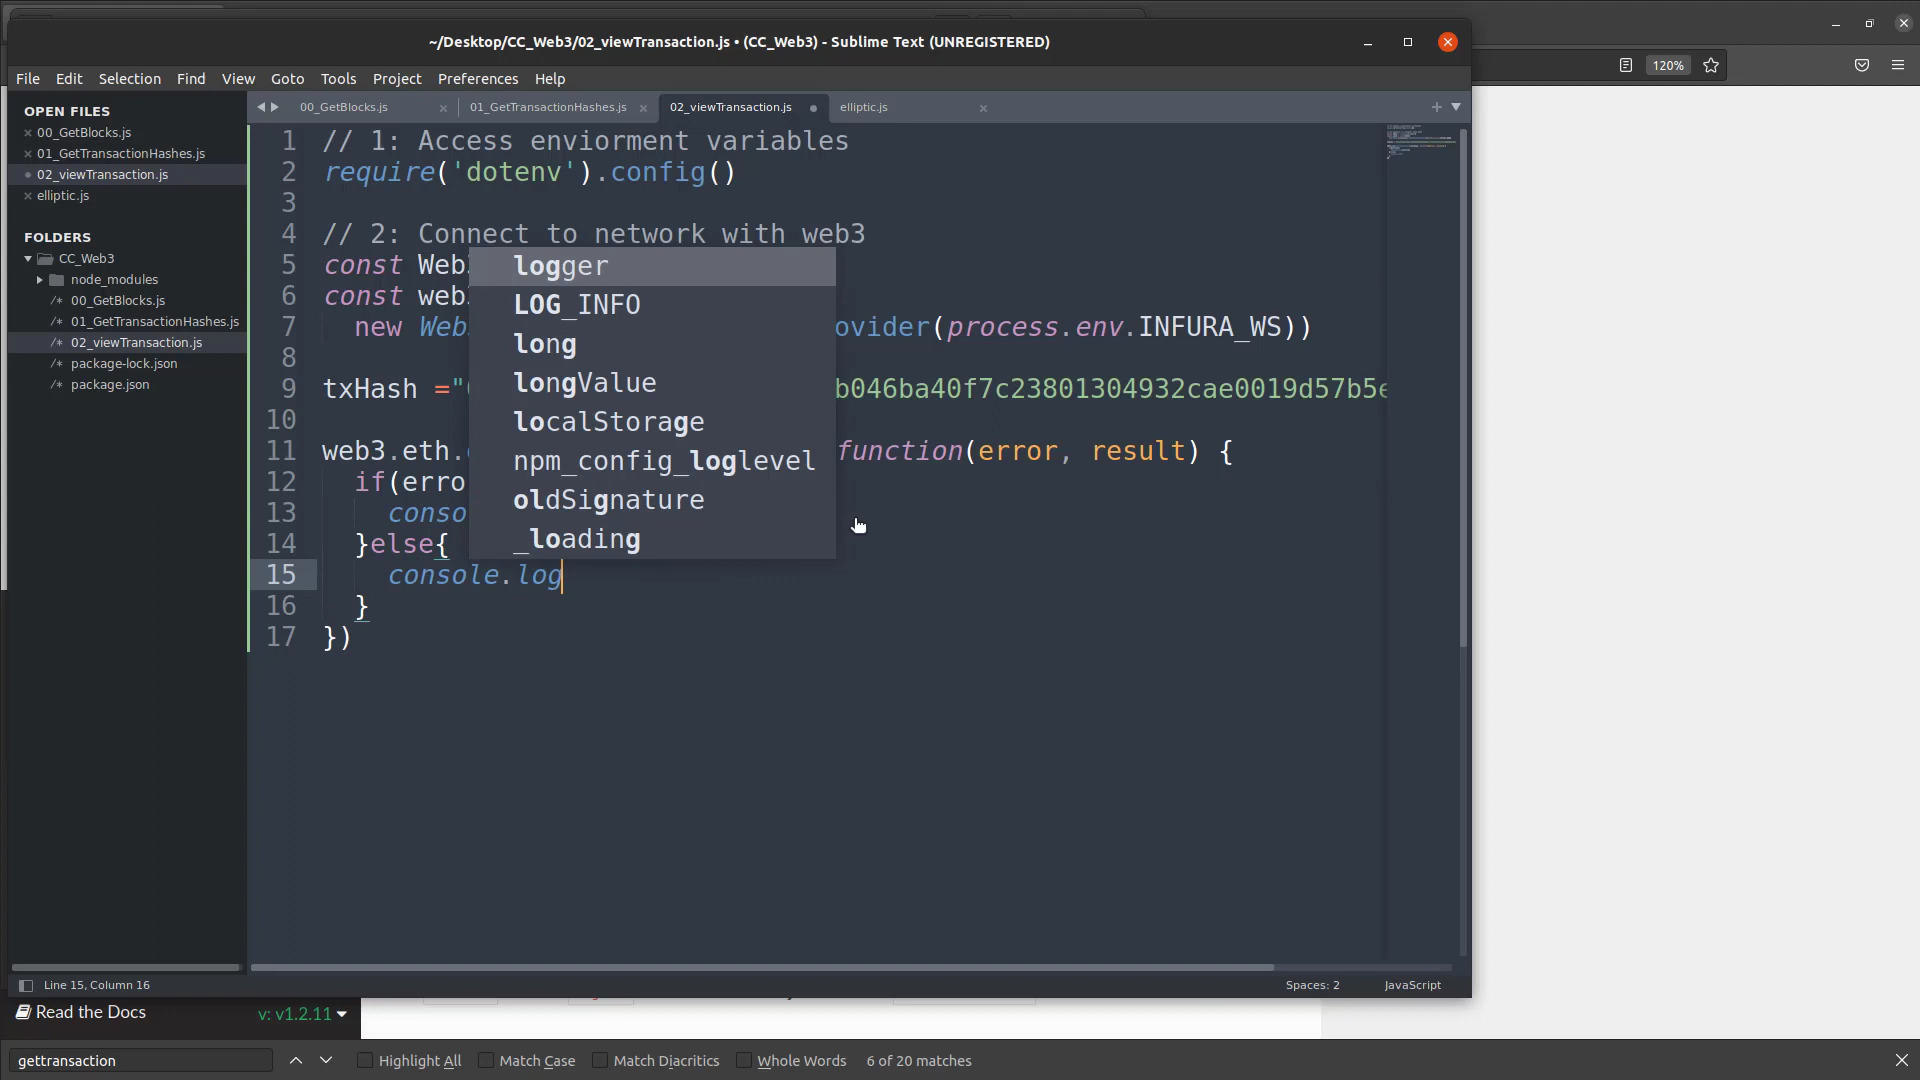 ~/Desktop/CC_Web3/02_viewTransaction.js • (CC_Web3) - Sublime Text (UNREGISTERED)
120%
File Edit Selection Find View Goto Tools Project Preferences Help
OPEN FILES
00_GetBlocks.js
01_GetTransactionHashes.js
02_viewTransaction.js
elliptic.js
FOLDERS
CC_Web3
node_modules
/* 00_GetBlocks.js
/* 01_GetTransactionHashes.js
/* 02_viewTransaction.js
/* package-lock.json
/* package.json
00_GetBlocks.js 01_GetTransactionHashes.js 02_viewTransaction.js elliptic.js
1 // 1: Access enviorment variables
2 require('dotenv').config()
3
4 // 2: Connect to network with web3
5 const Web3
6 const web3
7 new Web ovider(process.env.INFURA_WS))
8
9 txHash ="0 b046ba40f7c23801304932cae0019d57b5e
10
11 web3.eth. function(error, result) {
12 if(erro
13 conso
14 }else{
15 console.log
16 }
17 })
logger
LOG_INFO
long
longValue
localStorage
npm_config_loglevel
oldSignature
_loading
Line 15, Column 16 Spaces: 2 JavaScript
Read the Docs v: v1.2.11
gettransaction Highlight All Match Case Match Diacritics Whole Words 6 of 20 matches